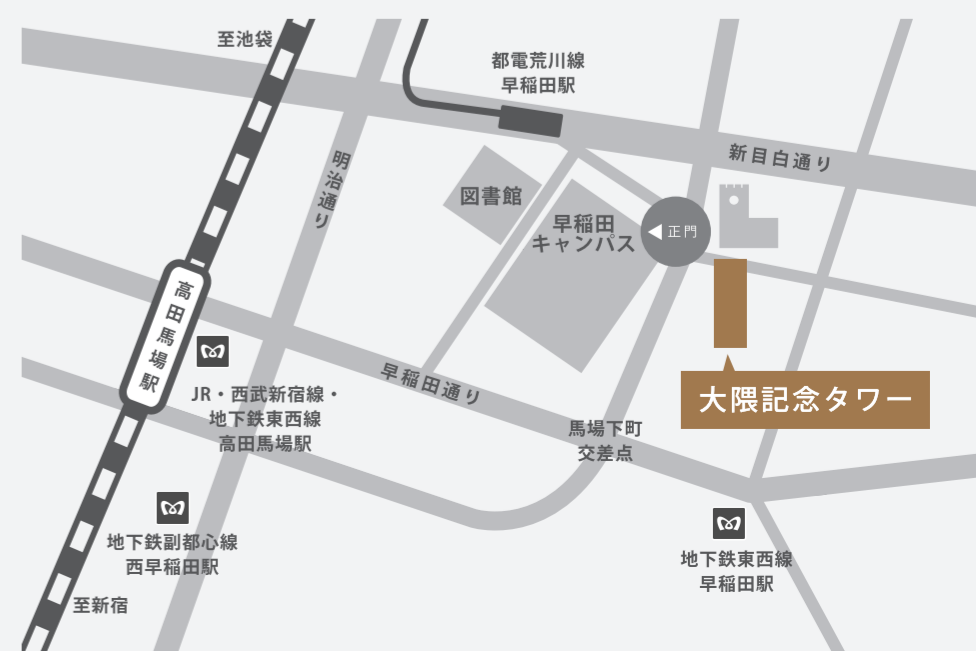 至池袋
都電荒川線
早稲田駅
新目白通り
明治通り
図書館
早稲田
キャンパス
正門
高田馬場駅
大隈記念タワー
早稲田通り
JR・西武新宿線・
地下鉄東西線
高田馬場駅
馬場下町
交差点
地下鉄副都心線
西早稲田駅
地下鉄東西線
早稲田駅
至新宿